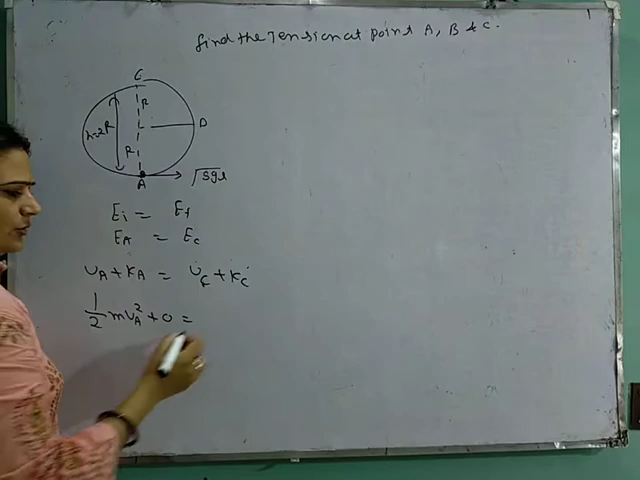 find the Tension at point A, B & C.
C
R
h=2R
D
R
A
√5gr
Ei = Ef
EA = Ec
UA + KA = Uc + Kc
1/2 mvA² + 0 =